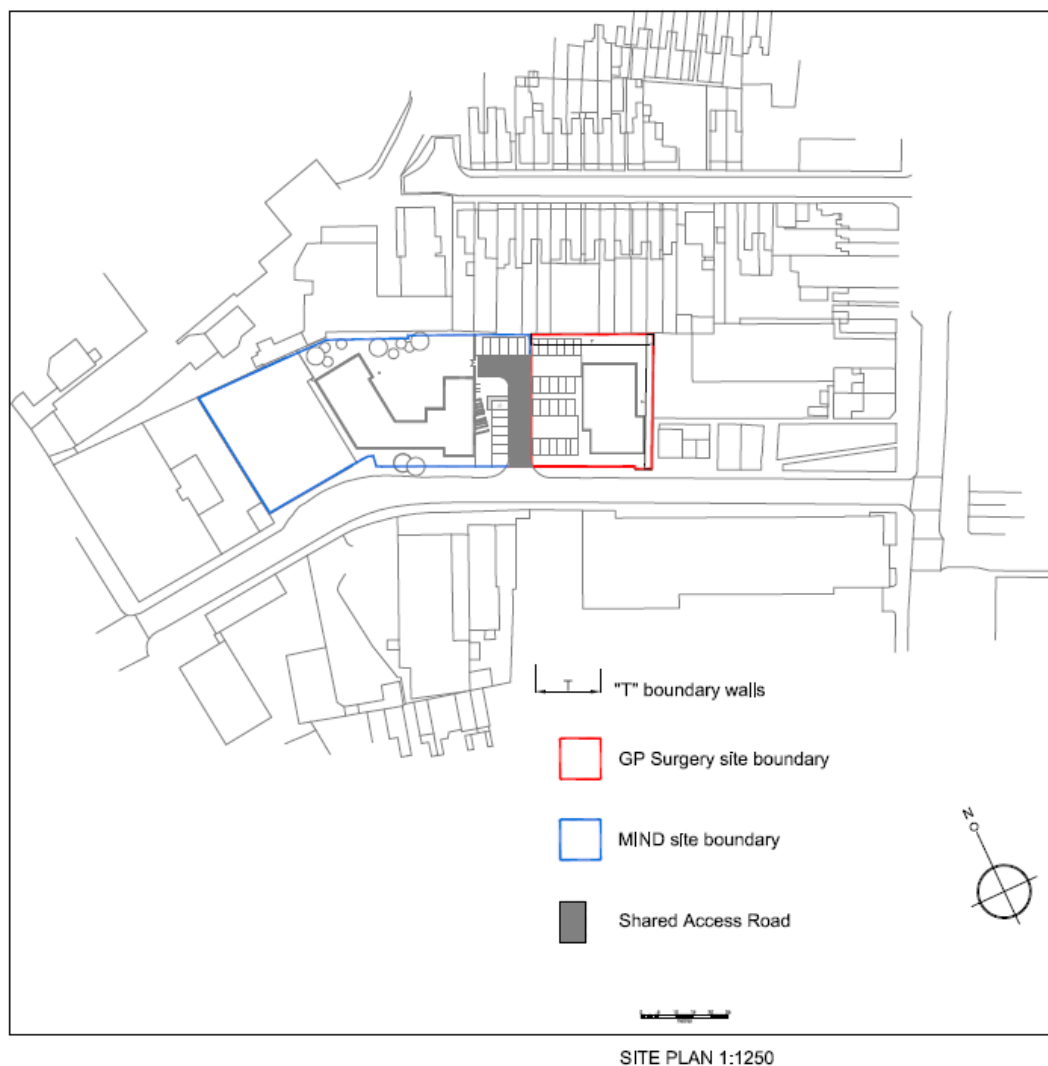 T
"T" boundary walls
GP Surgery site boundary
MIND site boundary
N
Shared Access Road
SITE PLAN 1:1250